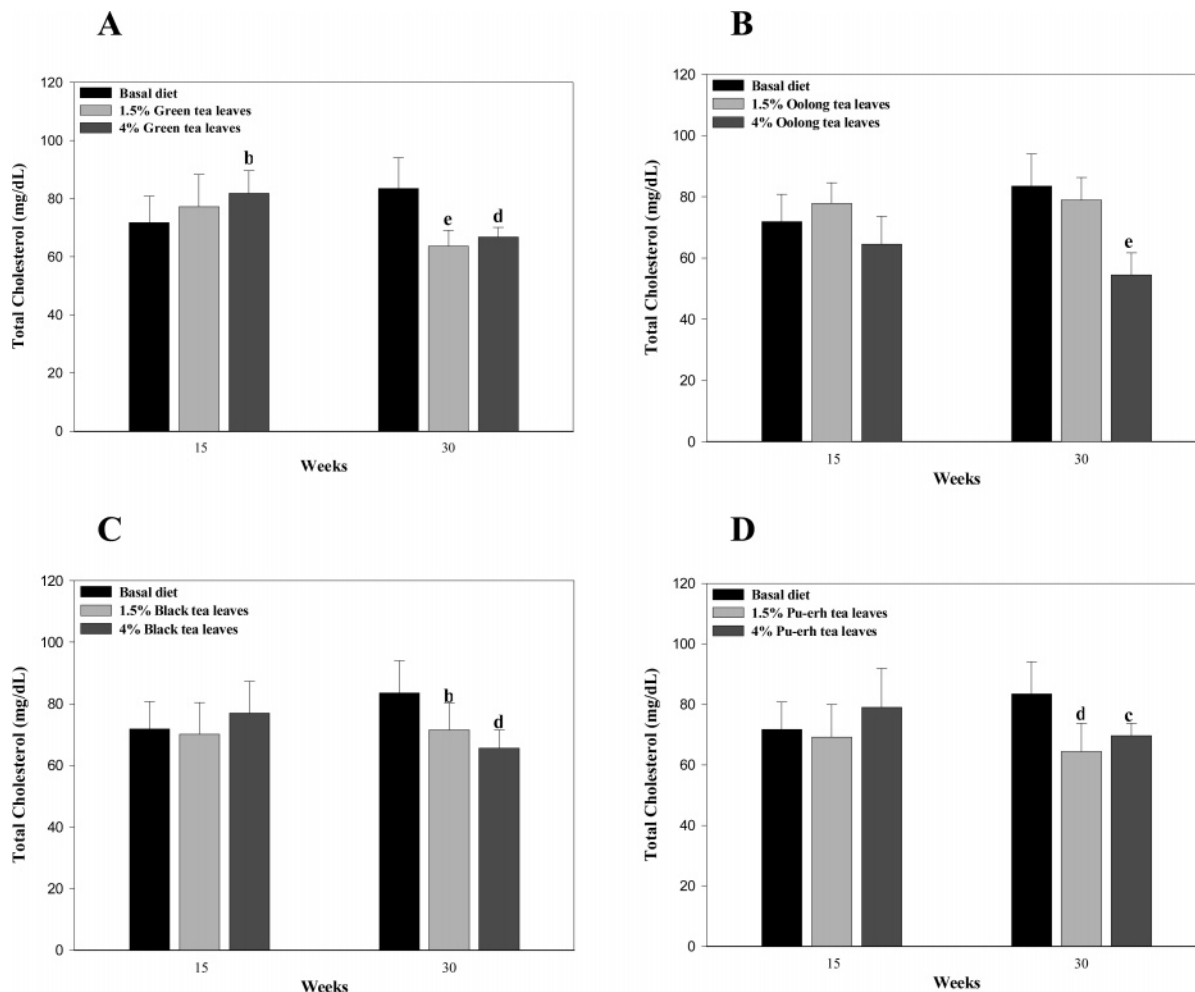 A
Total Cholesterol (mg/dL)
120
100
80
60
40
20
0
Basal diet
1.5% Green tea leaves
4% Green tea leaves
b
e
d
15
30
Weeks
B
Total Cholesterol (mg/dL)
120
100
80
60
40
20
0
Basal diet
1.5% Oolong tea leaves
4% Oolong tea leaves
e
15
30
Weeks
C
Total Cholesterol (mg/dL)
120
100
80
60
40
20
0
Basal diet
1.5% Black tea leaves
4% Black tea leaves
b
d
15
30
Weeks
D
Total Cholesterol (mg/dL)
120
100
80
60
40
20
0
Basal diet
1.5% Pu-erh tea leaves
4% Pu-erh tea leaves
d
c
15
30
Weeks